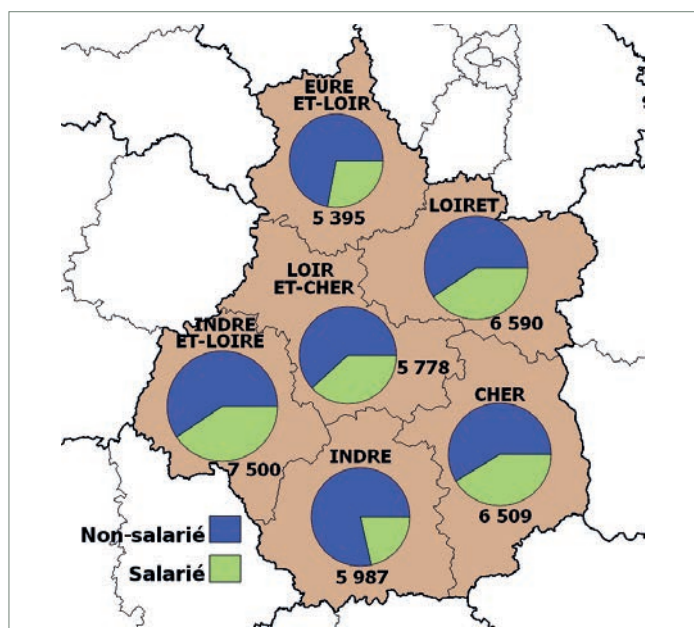 EURE
ET-LOIR
5 395
LOIRET
6 590
LOIR
ET-CHER
5 778
INDRE
ET-LOIRE
7 500
CHER
6 509
INDRE
5 987
Non-salarié
Salarié